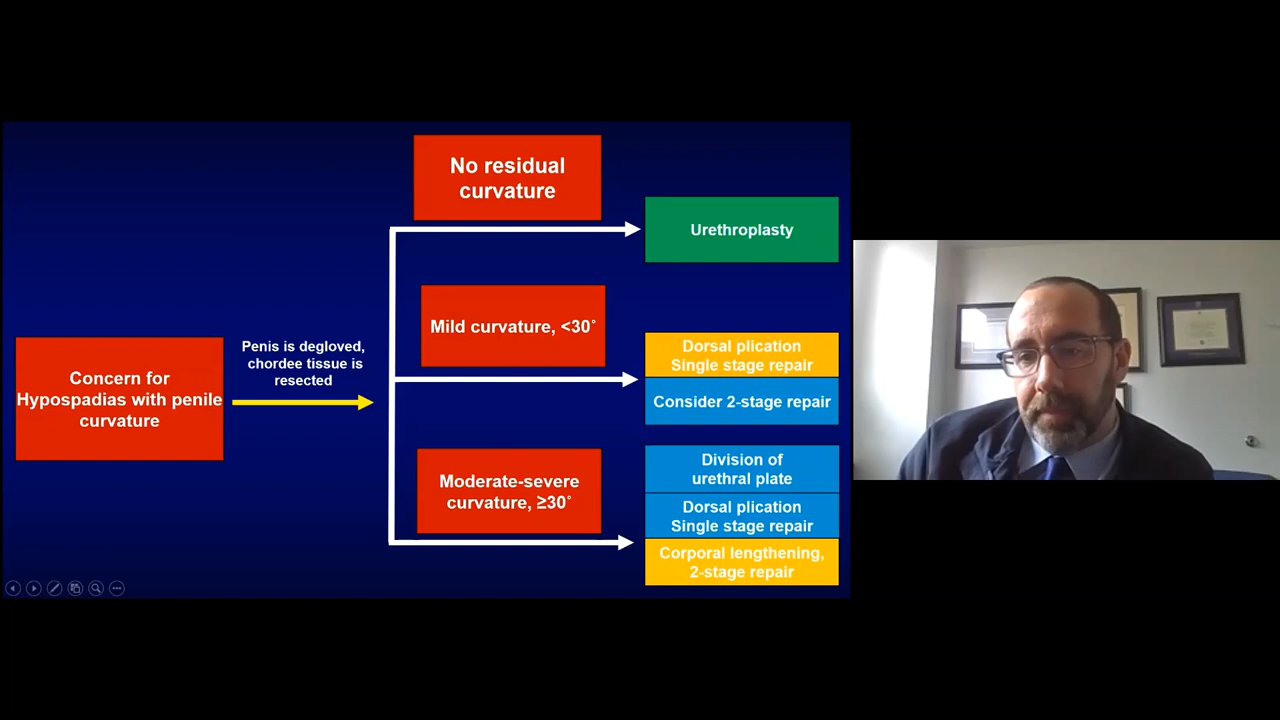 No residual
curvature
Urethroplasty
Mild curvature, <30˚
Dorsal plication
Single stage repair
Consider 2-stage repair
Concern for
Hypospadias with penile
curvature
Penis is degloved,
chordee tissue is
resected
Moderate-severe
curvature, ≥30˚
Division of
urethral plate
Dorsal plication
Single stage repair
Corporal lengthening,
2-stage repair